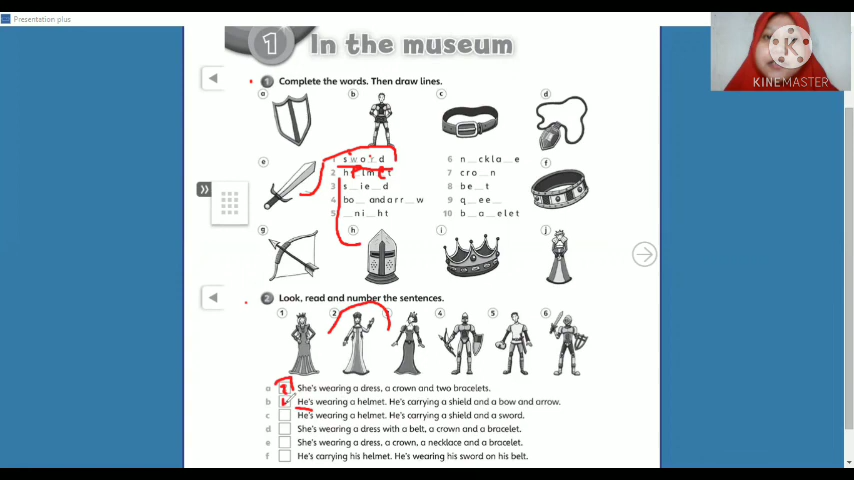 Presentation plus
K
KINEMASTER
1 In the museum
1 Complete the words. Then draw lines.
a b c d
e f
1 s w o r d
2 h e l m e t
3 s _ ie _ d
4 bo _ and a r r _ w
5 _ ni _ h t
6 n _ ckla _ e
7 cro _ n
8 be _ t
9 q _ ee _
10 b _ a _ elet
g h i j
2 Look, read and number the sentences.
1 2 4 5 6
a 2 She's wearing a dress, a crown and two bracelets.
b He's wearing a helmet. He's carrying a shield and a bow and arrow.
c He's wearing a helmet. He's carrying a shield and a sword.
d She's wearing a dress with a belt, a crown and a bracelet.
e She's wearing a dress, a crown, a necklace and a bracelet.
f He's carrying his helmet. He's wearing his sword on his belt.